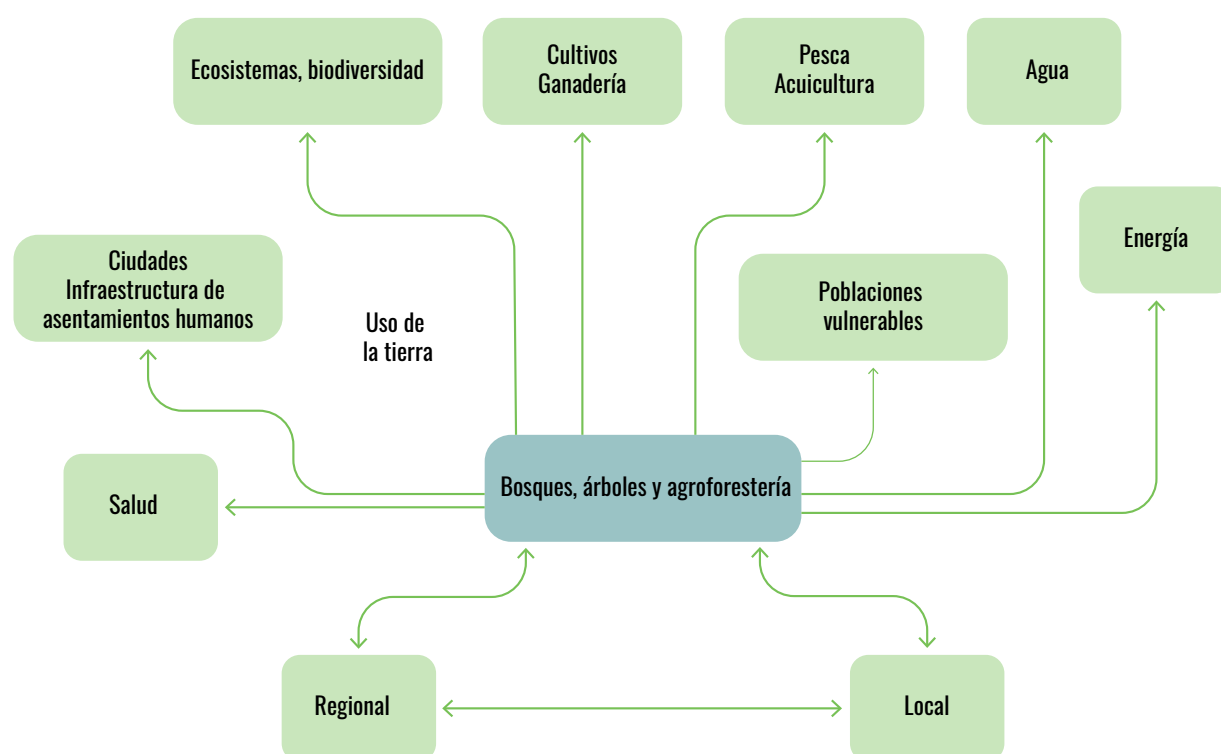 Ecosistemas, biodiversidad
Cultivos
Ganadería
Pesca
Acuicultura
Agua
Energía
Ciudades
Infraestructura de
asentamientos humanos
Uso de
la tierra
Poblaciones
vulnerables
Bosques, árboles y agroforestería
Salud
Regional
Local